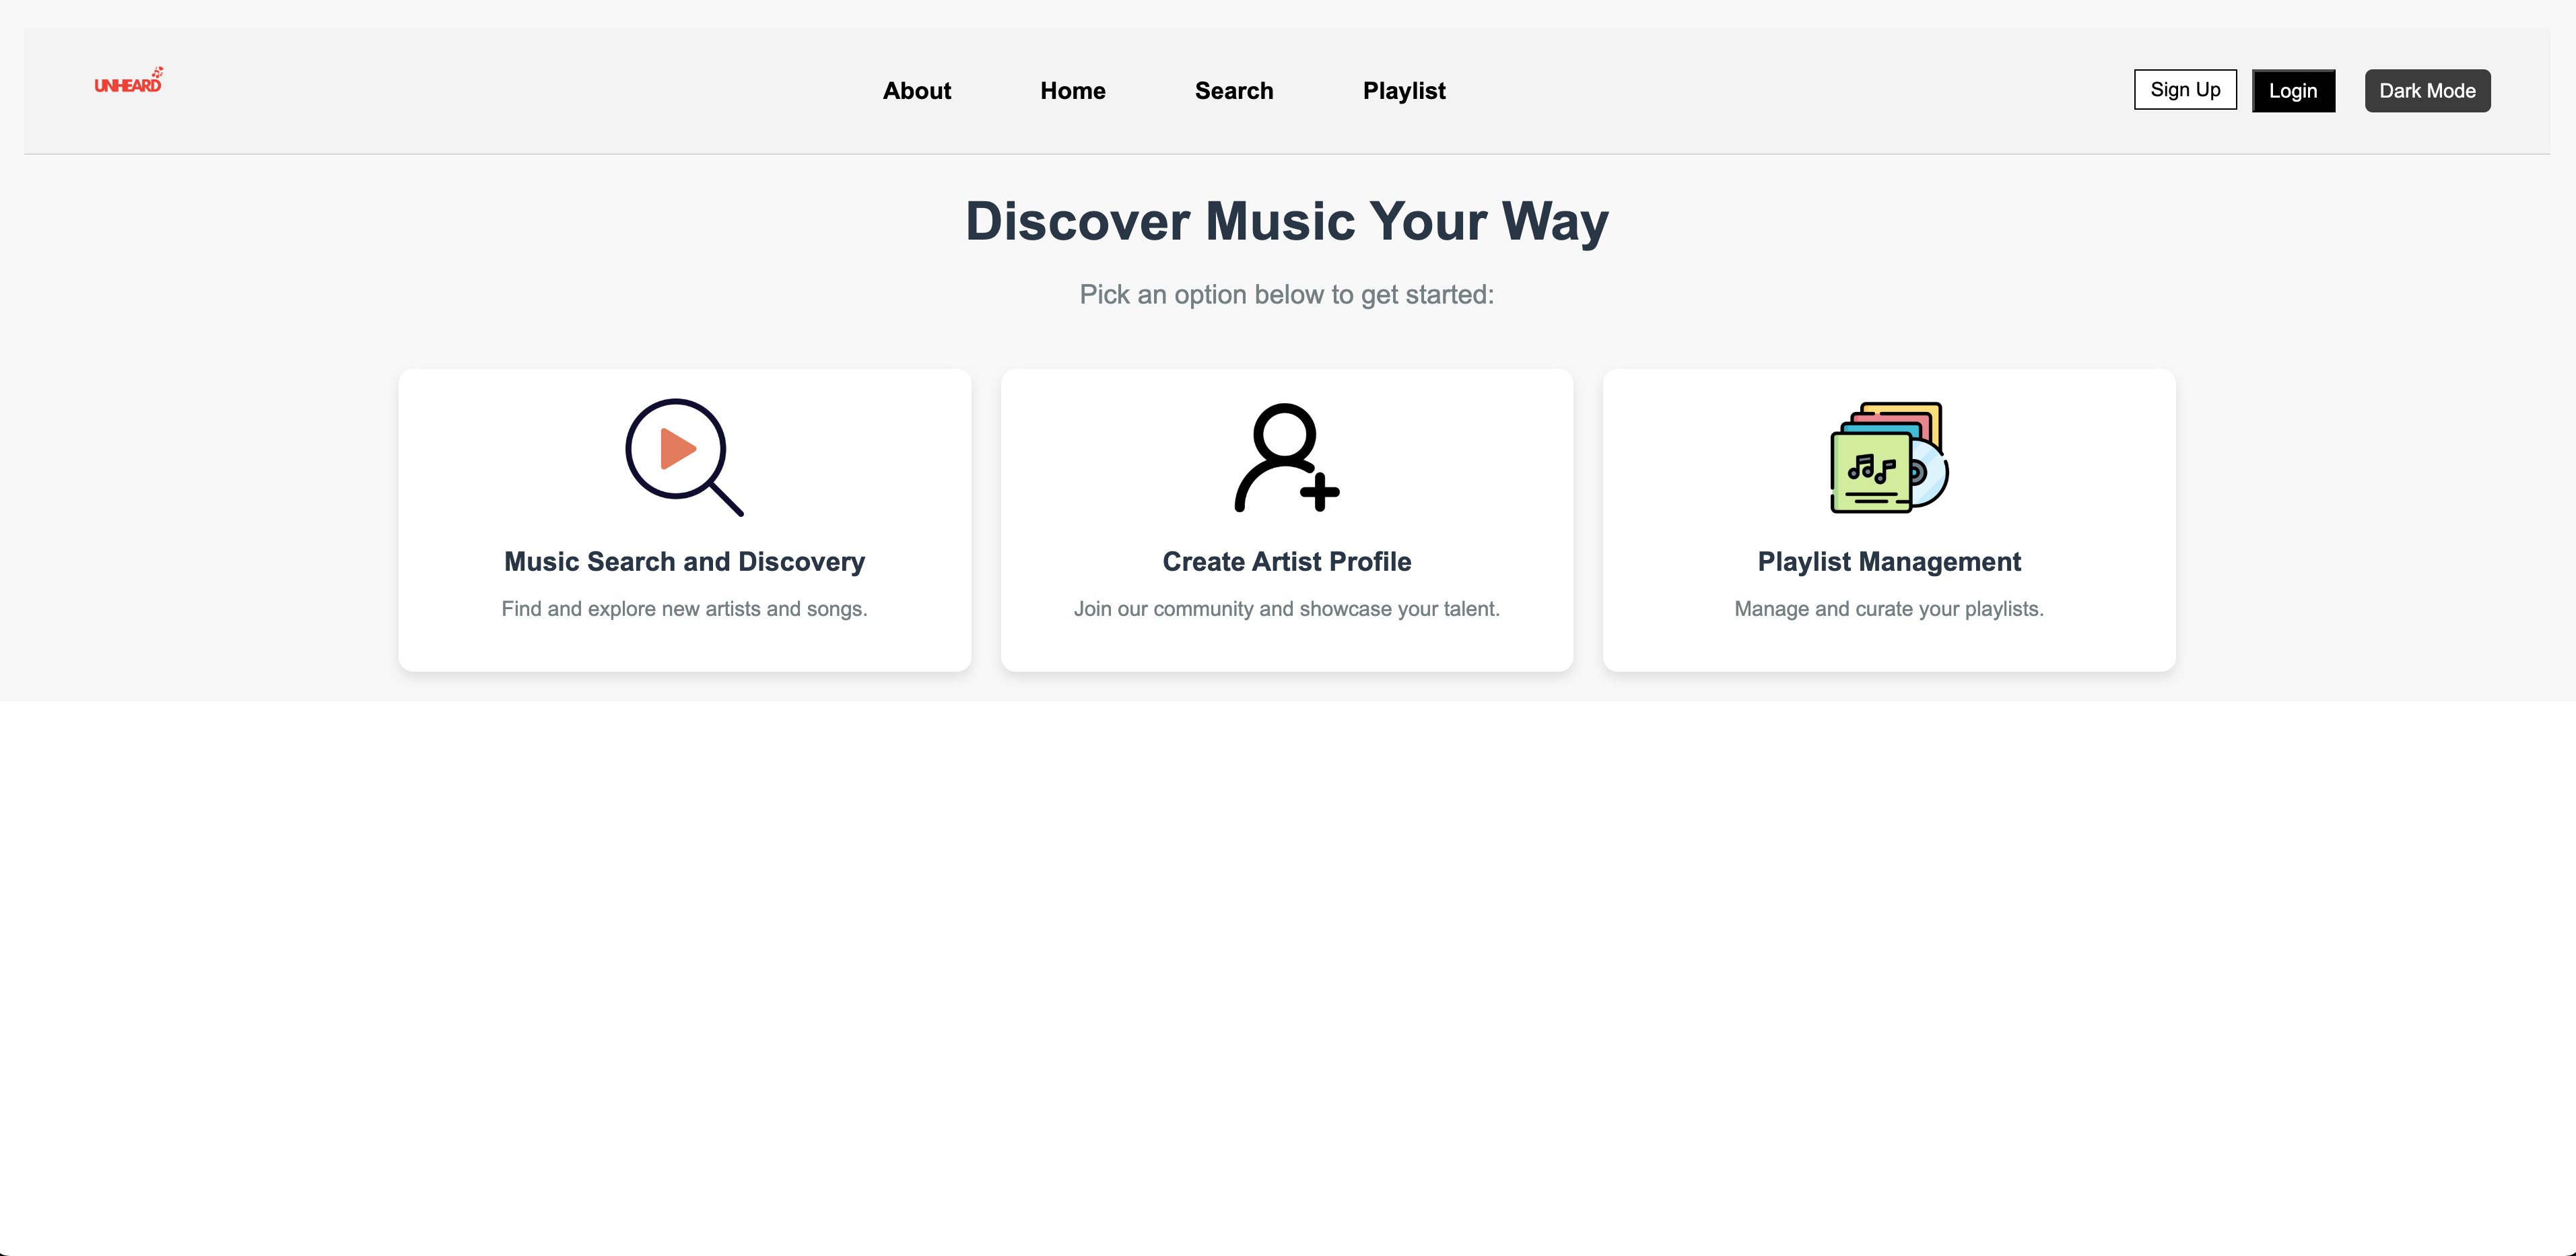 UNHEARD
About Home Search Playlist
Sign Up Login Dark Mode
Discover Music Your Way
Pick an option below to get started:
Music Search and Discovery
Find and explore new artists and songs.
Create Artist Profile
Join our community and showcase your talent.
Playlist Management
Manage and curate your playlists.